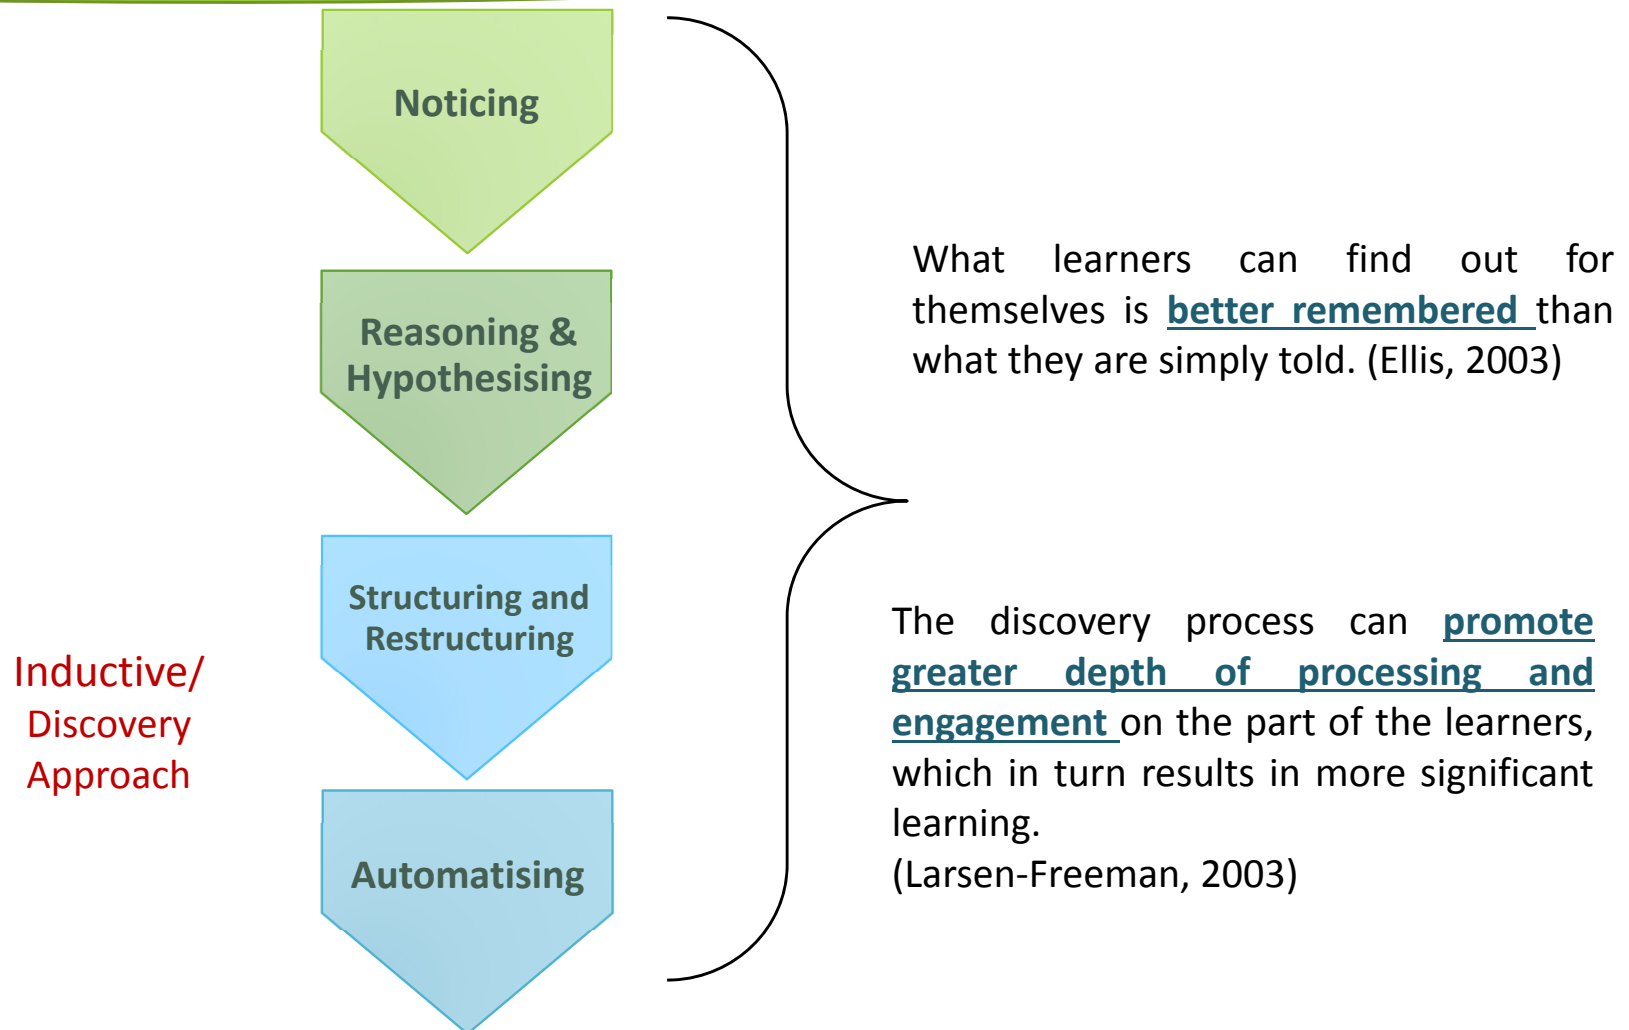 Noticing
Reasoning &
Hypothesising
Structuring and
Restructuring
Automatising
Inductive/
Discovery
Approach
What learners can find out for
themselves is better remembered than
what they are simply told. (Ellis, 2003)
The discovery process can promote
greater depth of processing and
engagement on the part of the learners,
which in turn results in more significant
learning.
(Larsen-Freeman, 2003)